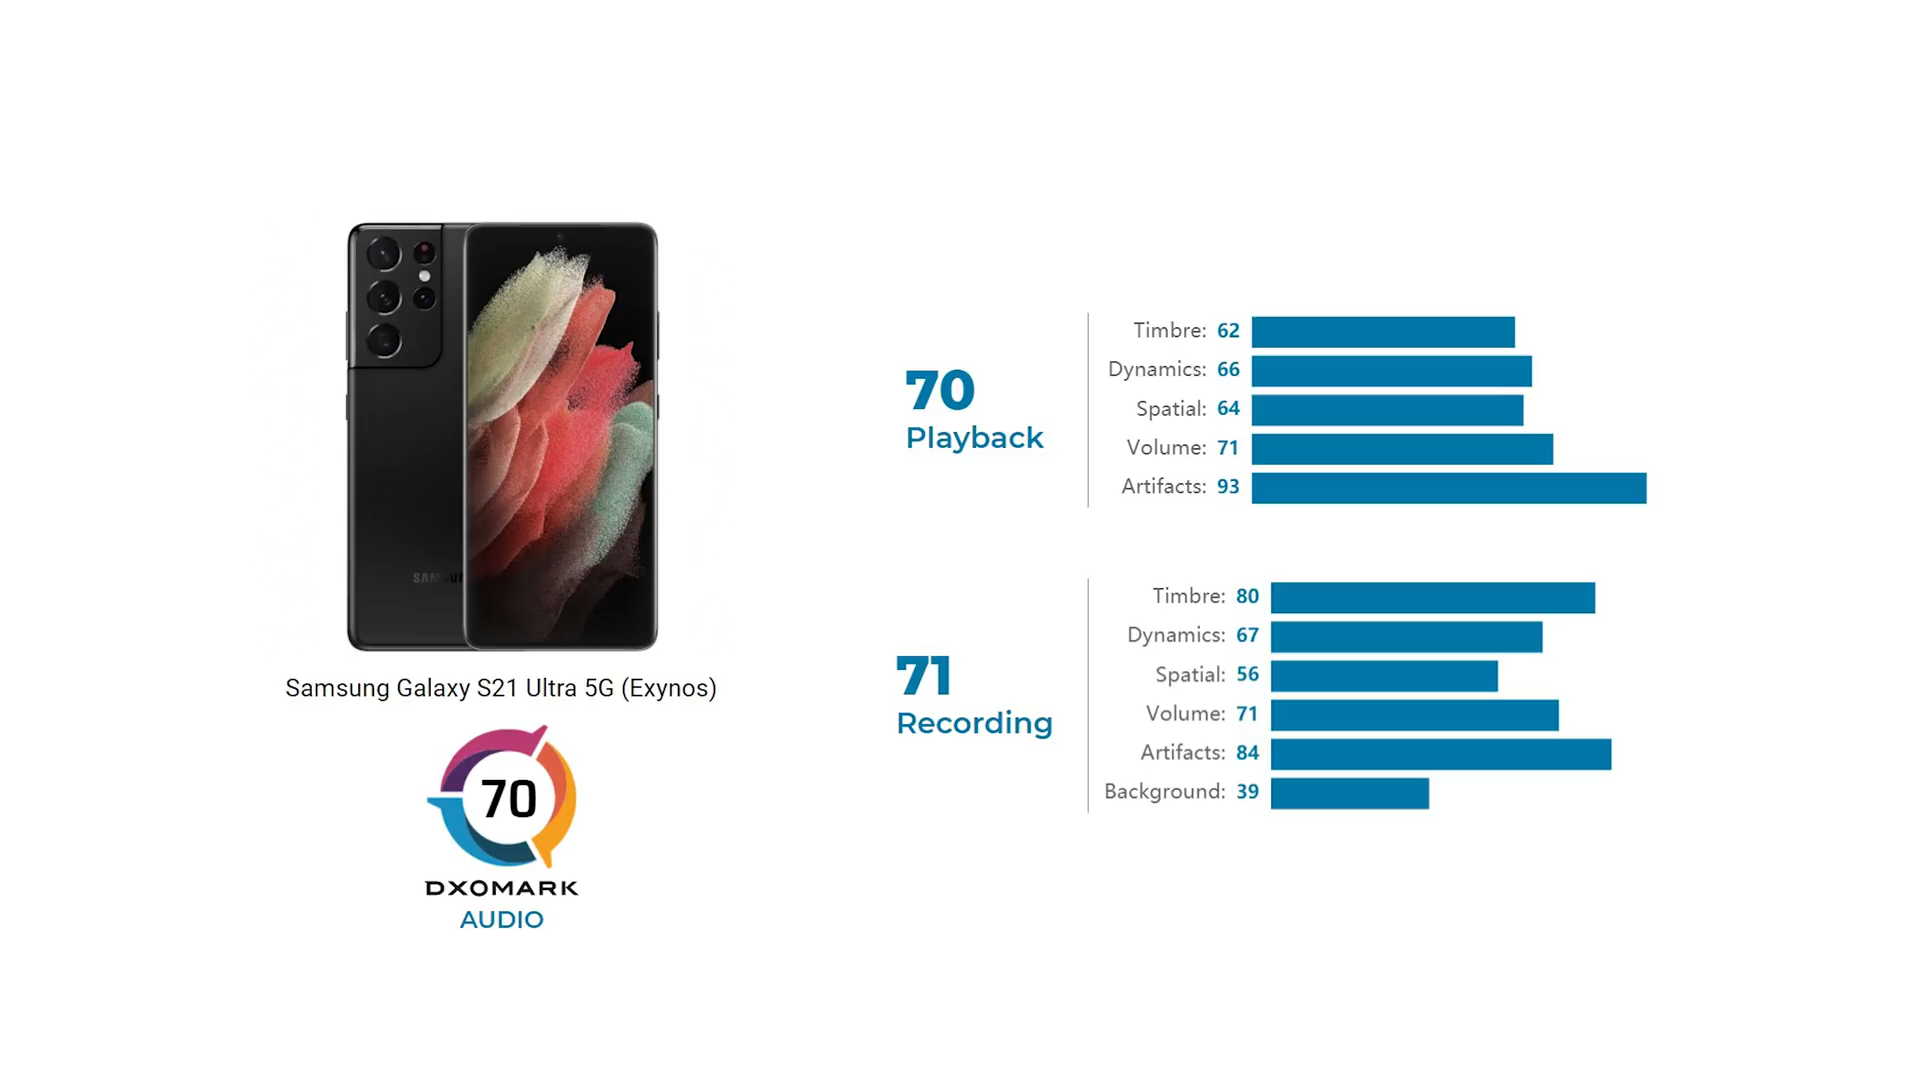 SAMSUNG
Samsung Galaxy S21 Ultra 5G (Exynos)
70
DXOMARK
AUDIO
70
Playback
Timbre: 62
Dynamics: 66
Spatial: 64
Volume: 71
Artifacts: 93
71
Recording
Timbre: 80
Dynamics: 67
Spatial: 56
Volume: 71
Artifacts: 84
Background: 39